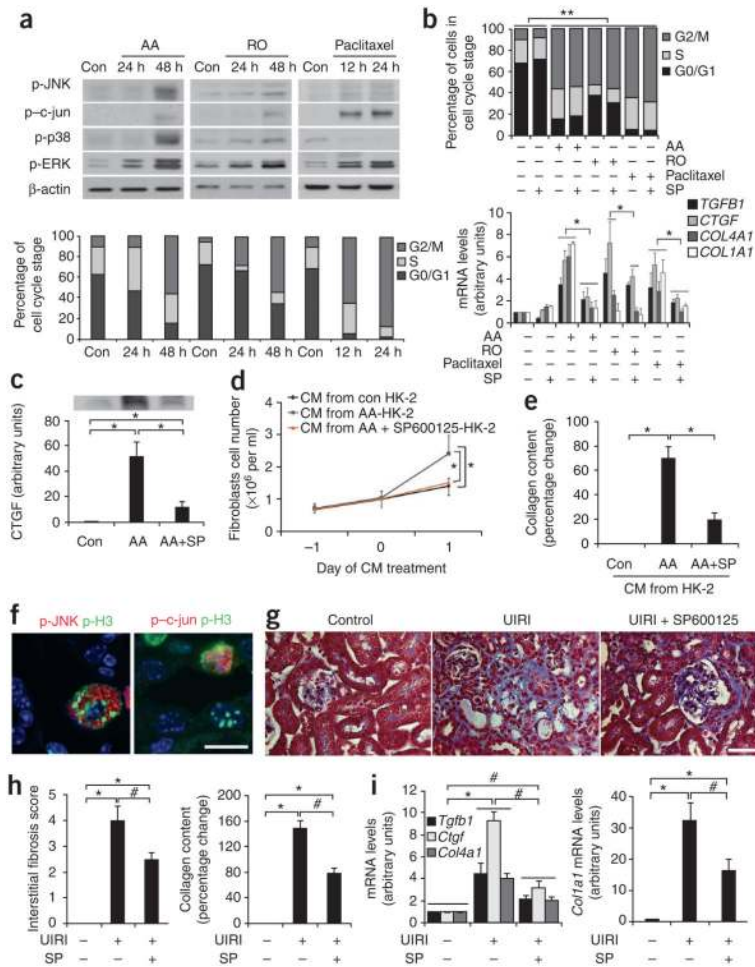 a
AA RO Paclitaxel
Con 24 h 48 h Con 24 h 48 h Con 12 h 24 h
p-JNK
p–c-jun
p-p38
p-ERK
β-actin
Percentage of
cell cycle stage
100
80
60
40
20
0
G2/M
S
G0/G1
Con 24 h 48 h Con 24 h 48 h Con 12 h 24 h
b
**
Percentage of cells in
cell cycle stage
100
80
60
40
20
0
G2/M
S
G0/G1
– – + + – – – – AA
– – – – + + – – RO
– – – – – – + + Paclitaxel
– + – + – + – + SP
TGFB1
CTGF
COL4A1
COL1A1
mRNA levels
(arbitrary units)
10
8
6
4
2
0
* * *
AA – – + + – – – –
RO – – – – + + – –
Paclitaxel – – – – – – + +
SP – + – + – + – +
c
CTGF (arbitrary units)
80
60
40
20
0
*
* *
Con AA AA+SP
d
CM from con HK-2
CM from AA-HK-2
CM from AA + SP600125-HK-2
Fibroblasts cell number
(×10⁶ per ml)
4
3
2
1
0
* *
–1 0 1
Day of CM treatment
e
Collagen content
(percentage change)
100
80
60
40
20
0
* *
Con AA AA+SP
CM from HK-2
f
p-JNK p-H3 p–c-jun p-H3
g
Control UIRI UIRI + SP600125
h
Interstitial fibrosis score
5
4
3
2
1
0
*
* #
UIRI – + +
SP – – +
Collagen content
(percentage change)
200
160
120
80
40
0
*
* #
– + +
– – +
i
mRNA levels
(arbitrary units)
12
10
8
6
4
2
0
Tgfb1
Ctgf
Col4a1
#
* #
UIRI – + +
SP – – +
Col1a1 mRNA levels
(arbitrary units)
40
30
20
10
0
*
* #
– + +
– – +